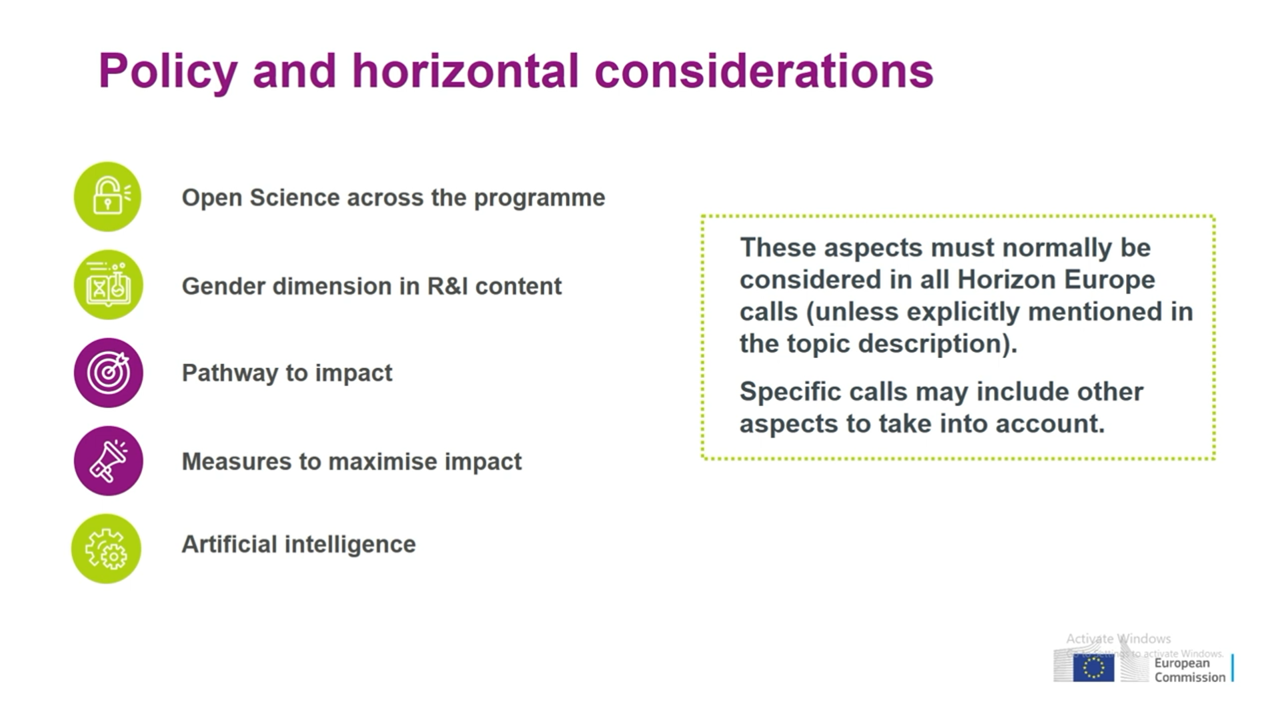 Policy and horizontal considerations
Open Science across the programme
Gender dimension in R&I content
Pathway to impact
Measures to maximise impact
Artificial intelligence
These aspects must normally be
considered in all Horizon Europe
calls (unless explicitly mentioned in
the topic description).
Specific calls may include other
aspects to take into account.
Activate Windows
Go to Settings to activate Windows.
European
Commission